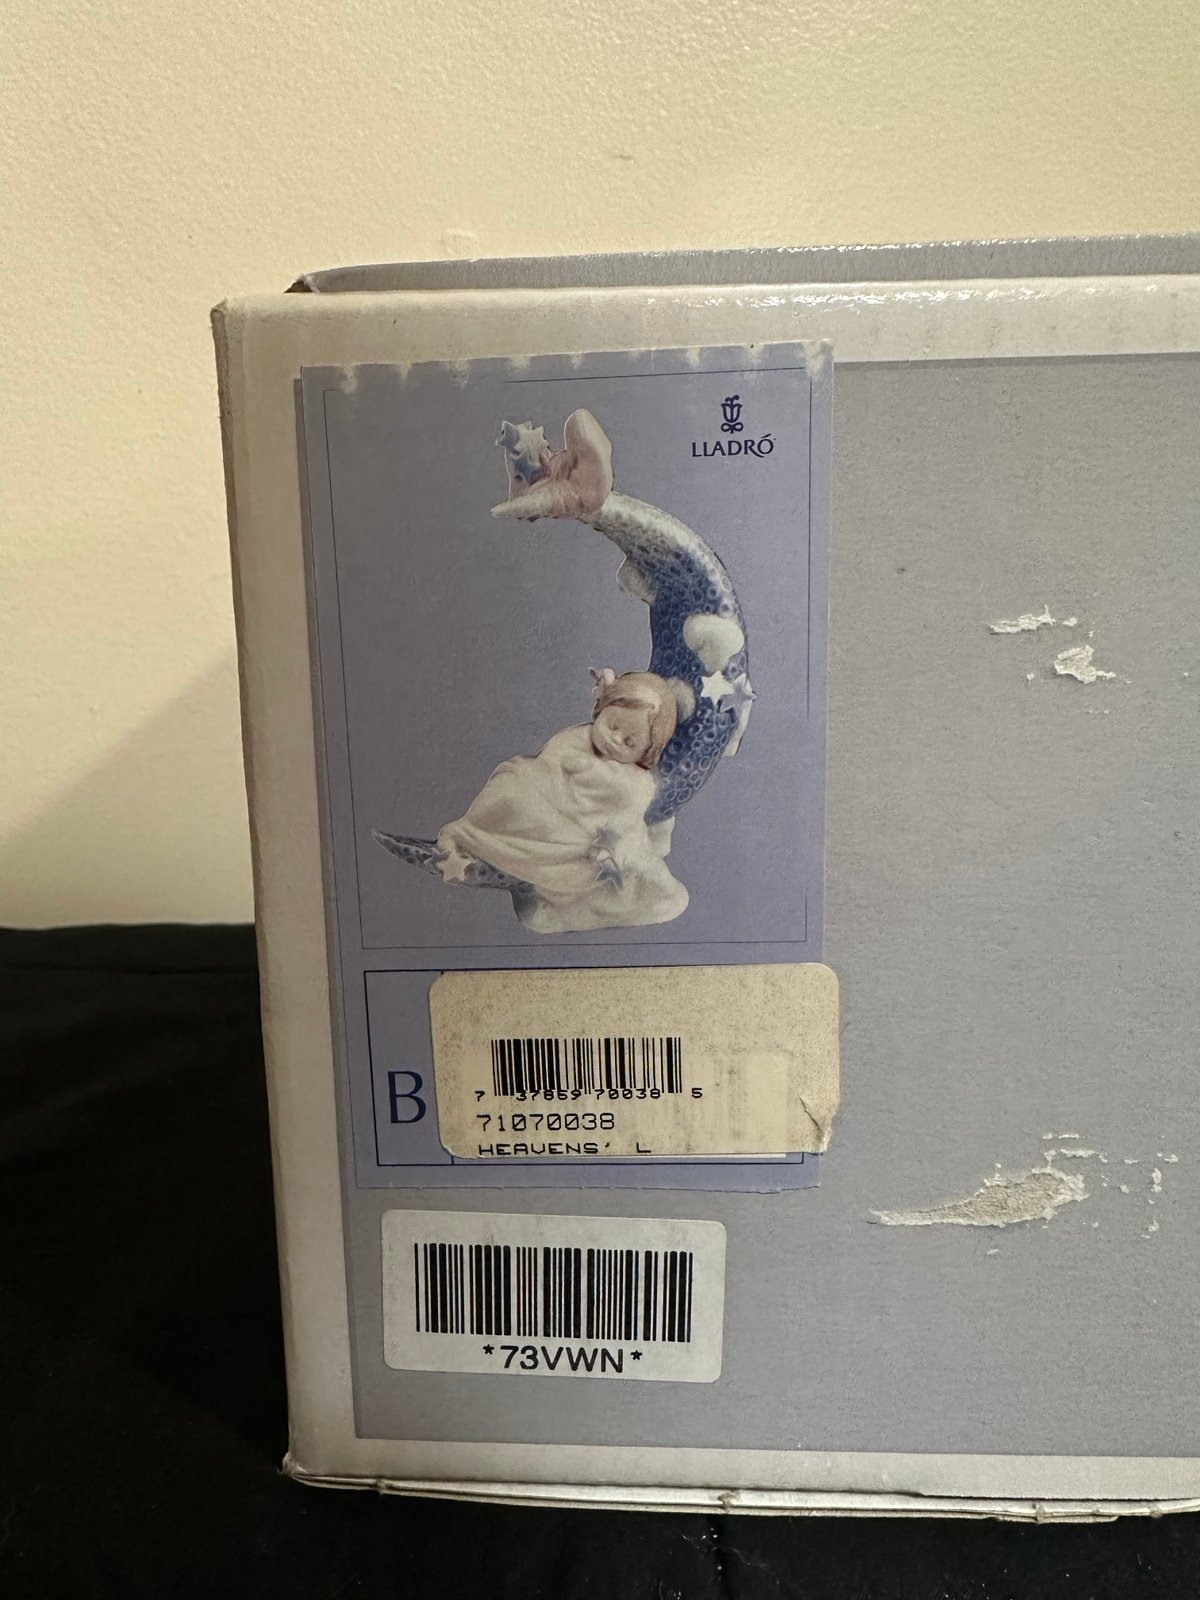 LLADRÓ
B
7 37869 70038 5
71070038
HEAVENS' L
*73VWN*